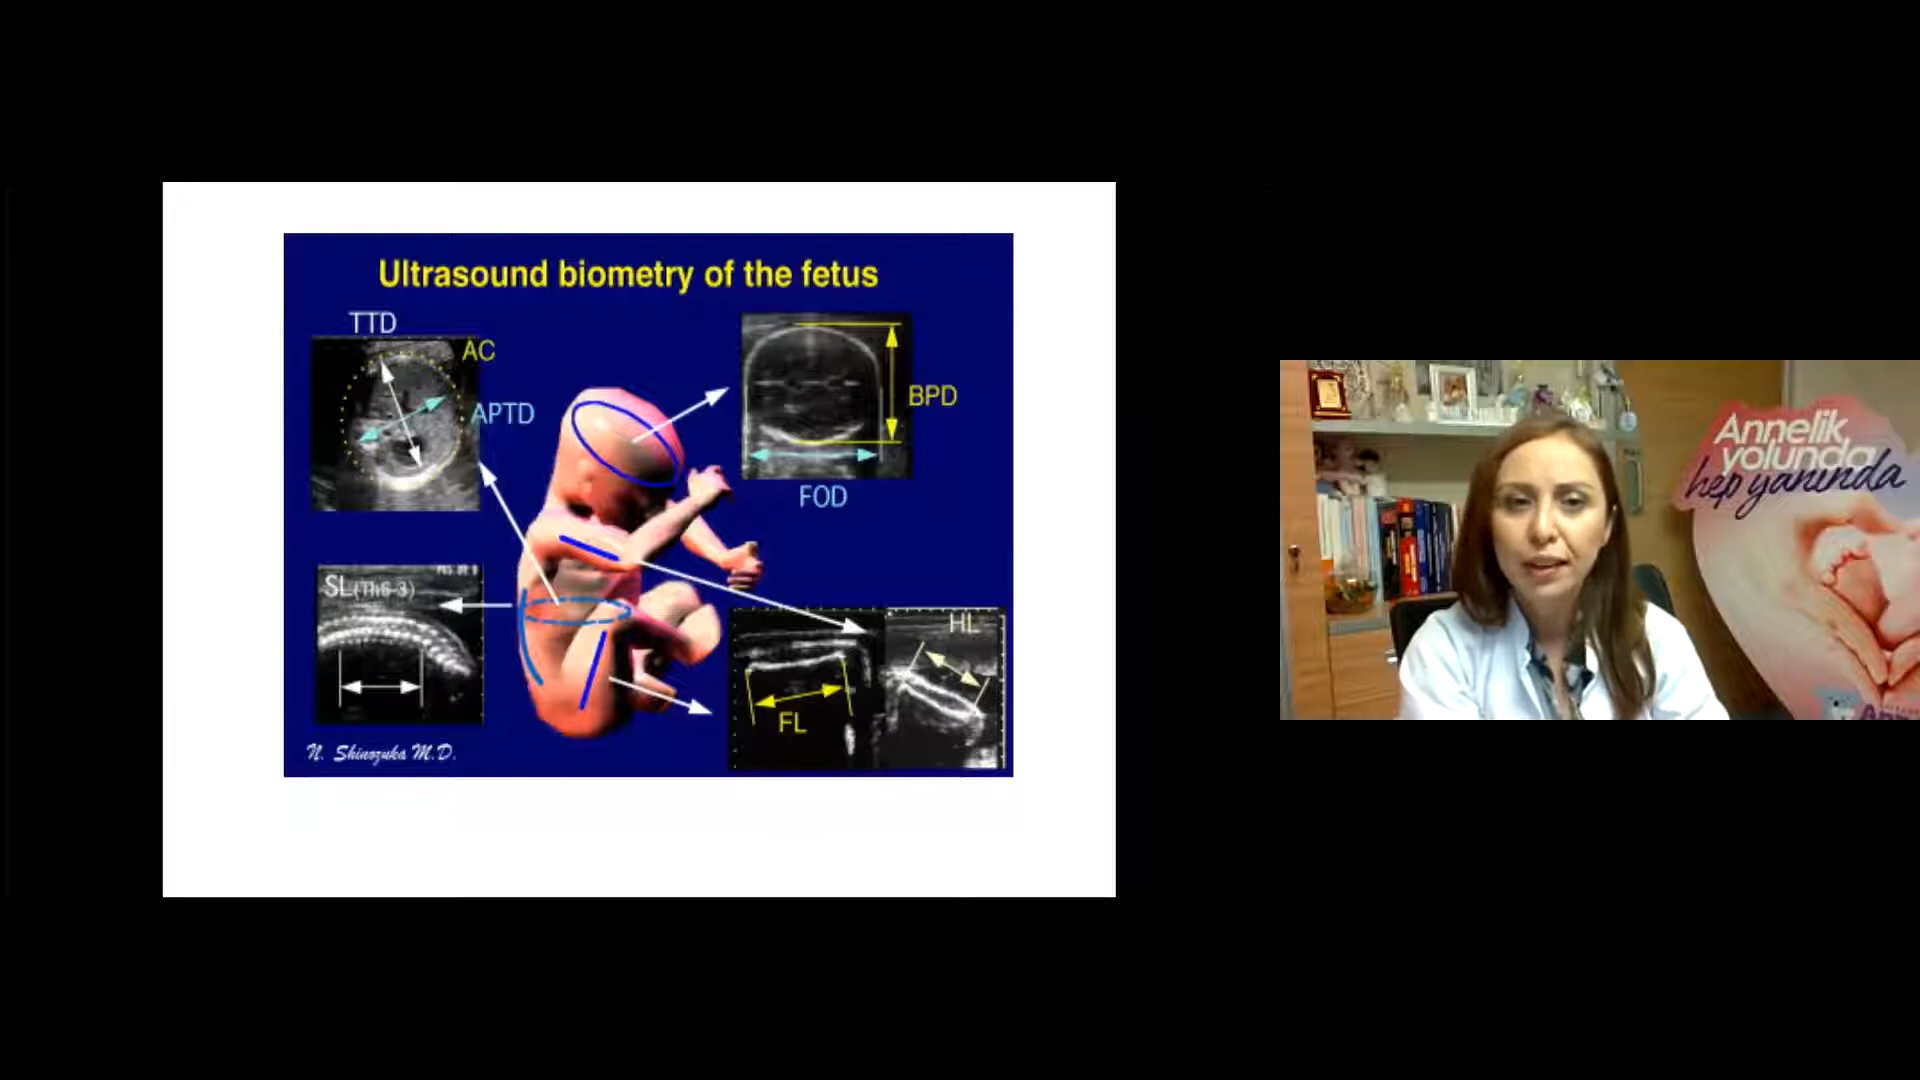 Ultrasound biometry of the fetus
TTD
AC
APTD
BPD
FOD
SL(Th6-3)
HL
FL
N. Shinozuka M.D.
Annelik
yolunda
hep yanında